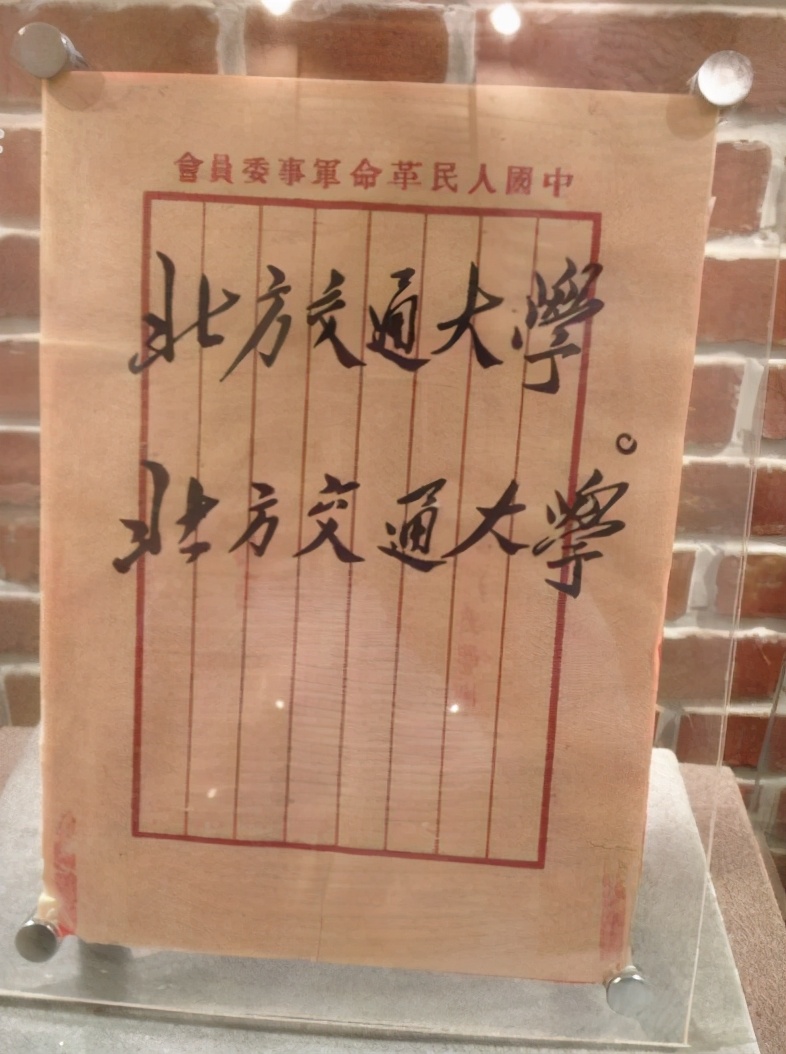 中國人民革命軍事委員會
北方交通大學
。
北方交通大學